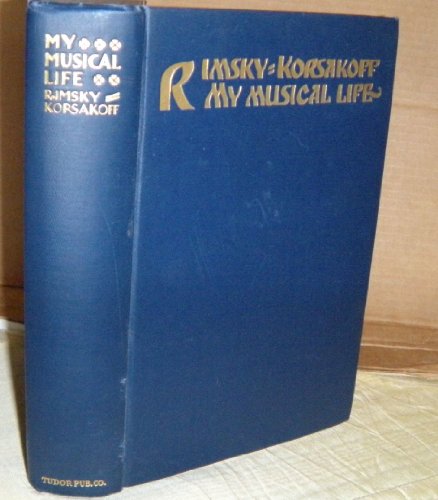 MY
MUSICAL
LIFE
RIMSKY=
KORSAKOFF
TUDOR PUB. CO.
RIMSKY=KORSAKOFF
MY MUSICAL LIFE